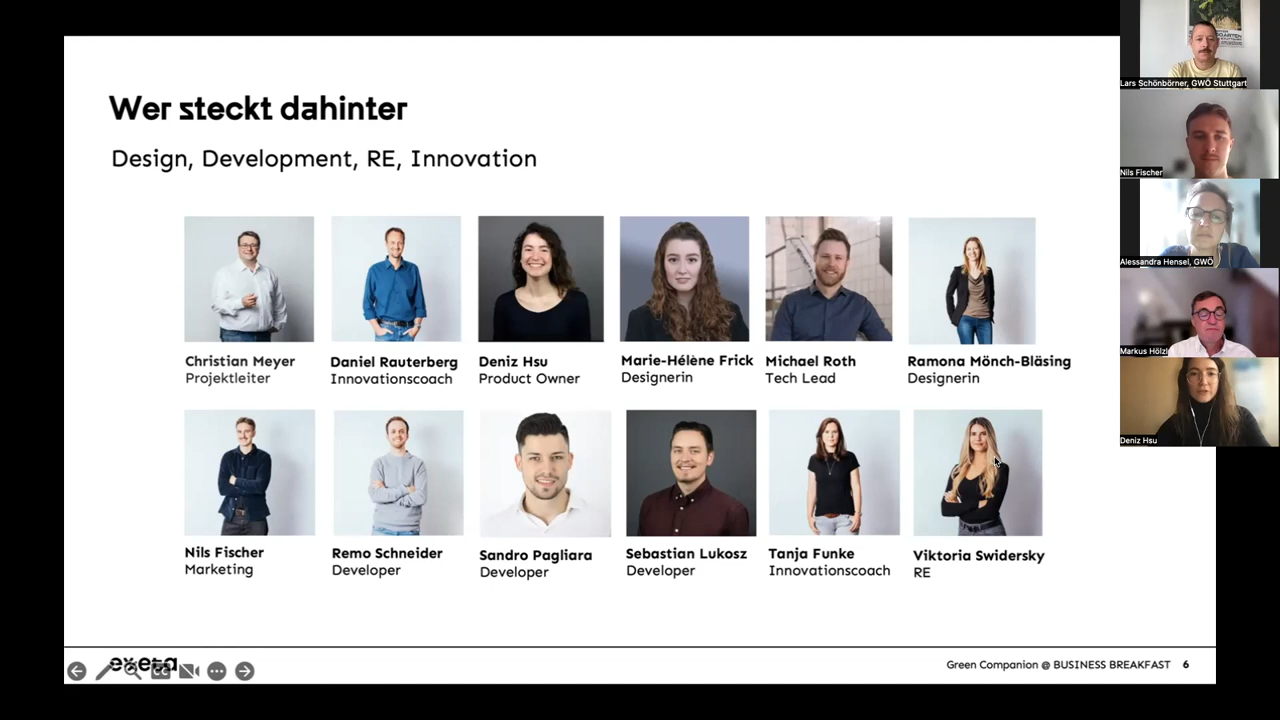 Wer steckt dahinter
Design, Development, RE, Innovation
Christian Meyer
Projektleiter
Daniel Rauterberg
Innovationscoach
Deniz Hsu
Product Owner
Marie-Hélène Frick
Designerin
Michael Roth
Tech Lead
Ramona Mönch-Bläsing
Designerin
Nils Fischer
Marketing
Remo Schneider
Developer
Sandro Pagliara
Developer
Sebastian Lukosz
Developer
Tanja Funke
Innovationscoach
Viktoria Swidersky
RE
exxeta
Green Companion @ BUSINESS BREAKFAST 6
Lars Schönbörner, GWÖ Stuttgart
Nils Fischer
Alessandra Hensel, GWÖ
Markus Hölzl
Deniz Hsu